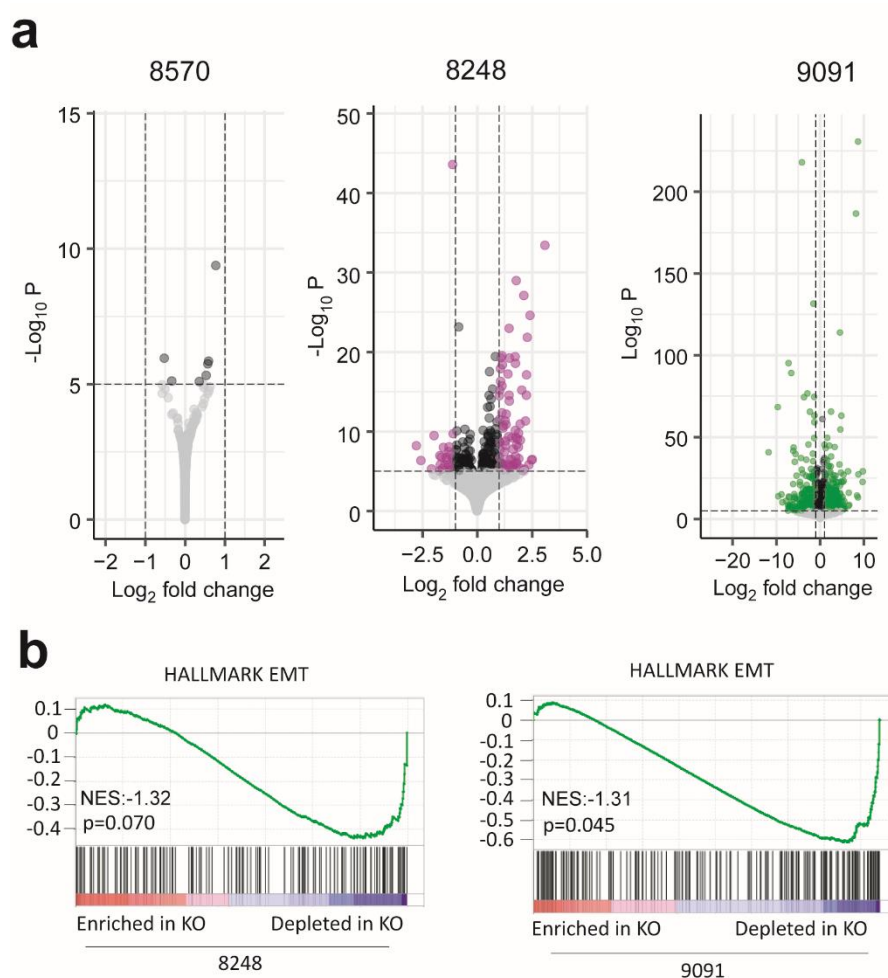 a
8570
8248
9091
15
10
5
0
-Log10 P
−2 −1 0 1 2
Log2 fold change
50
40
30
20
10
0
-Log10 P
−2.5 0.0 2.5 5.0
Log2 fold change
200
150
100
50
0
Log10 P
−20 −10 0 10
Log2 fold change
b
HALLMARK EMT
0.1
0
-0.1
-0.2
-0.3
-0.4
NES:-1.32
p=0.070
Enriched in KO Depleted in KO
8248
HALLMARK EMT
0.1
0
-0.1
-0.2
-0.3
-0.4
-0.5
-0.6
NES:-1.31
p=0.045
Enriched in KO Depleted in KO
9091